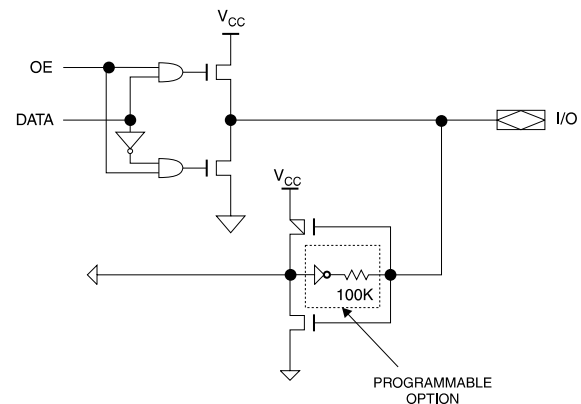 VCC
OE
DATA
I/O
VCC
100K
PROGRAMMABLE
OPTION